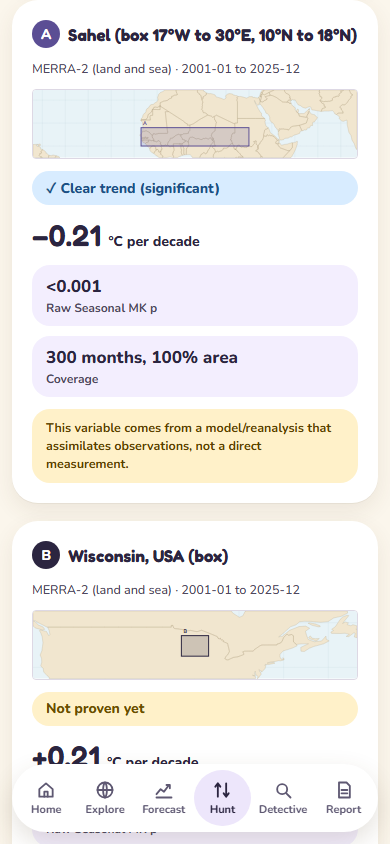 A Sahel (box 17°W to 30°E, 10°N to 18°N)
MERRA-2 (land and sea) · 2001-01 to 2025-12
A
✓ Clear trend (significant)
−0.21 °C per decade
<0.001
Raw Seasonal MK p
300 months, 100% area
Coverage
This variable comes from a model/reanalysis that
assimilates observations, not a direct
measurement.
B Wisconsin, USA (box)
MERRA-2 (land and sea) · 2001-01 to 2025-12
B
Not proven yet
+0.21 °C per decade
Raw Seasonal MK p
Home Explore Forecast Hunt Detective Report